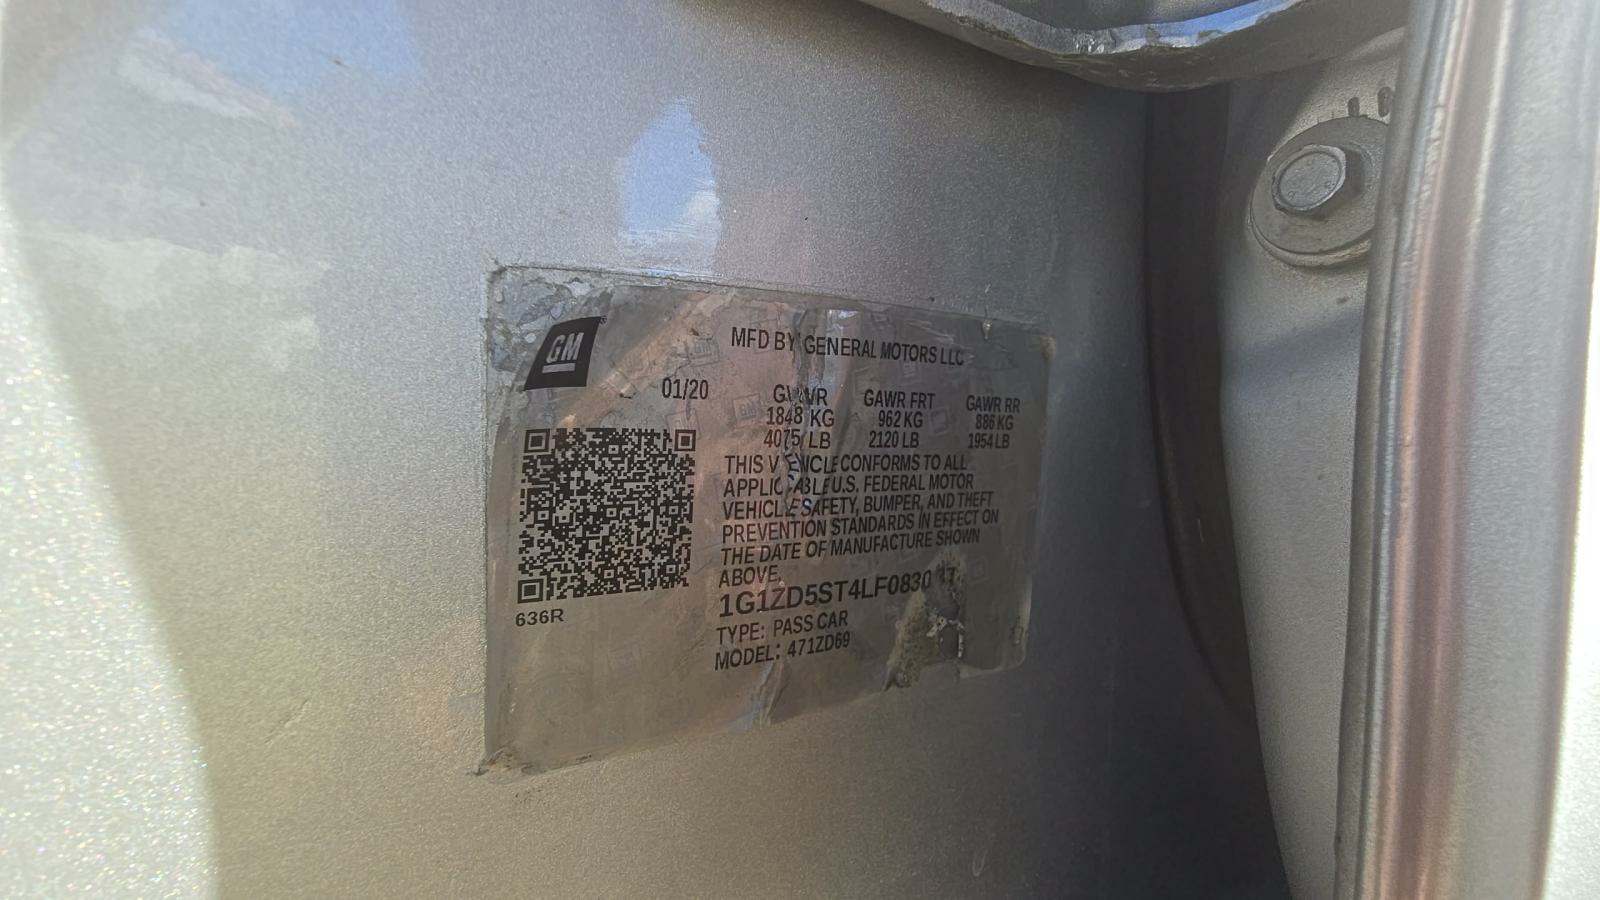 GM
MFD BY GENERAL MOTORS LLC
01/20 GVWR GAWR FRT GAWR RR
1848 KG 962 KG 886 KG
4075 LB 2120 LB 1954 LB
THIS VEHICLE CONFORMS TO ALL
APPLICABLE U.S. FEDERAL MOTOR
VEHICLE SAFETY, BUMPER, AND THEFT
PREVENTION STANDARDS IN EFFECT ON
THE DATE OF MANUFACTURE SHOWN
ABOVE.
TYPE: PASS CAR
MODEL: 471ZD69
636R